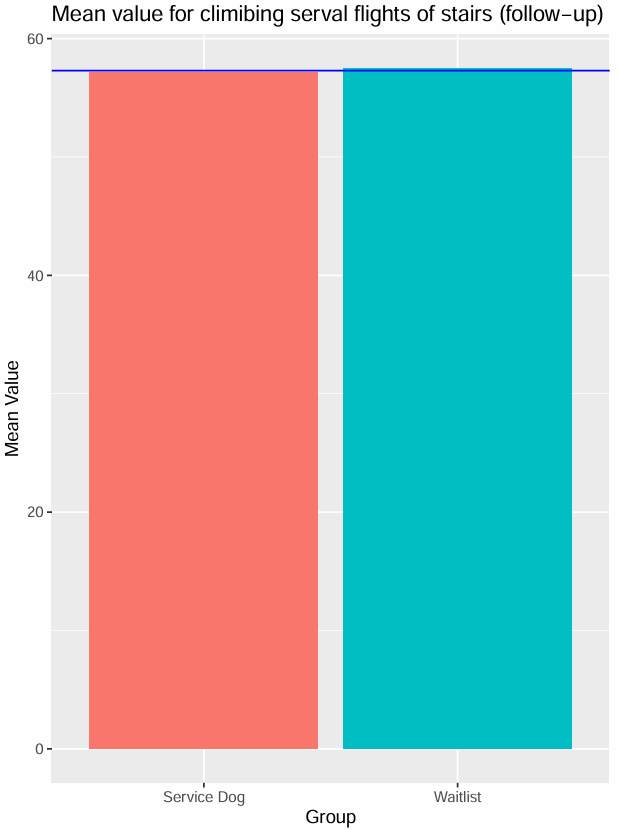 Mean value for climibing serval flights of stairs (follow−up)
60
40
20
0
Mean Value
Service Dog
Waitlist
Group